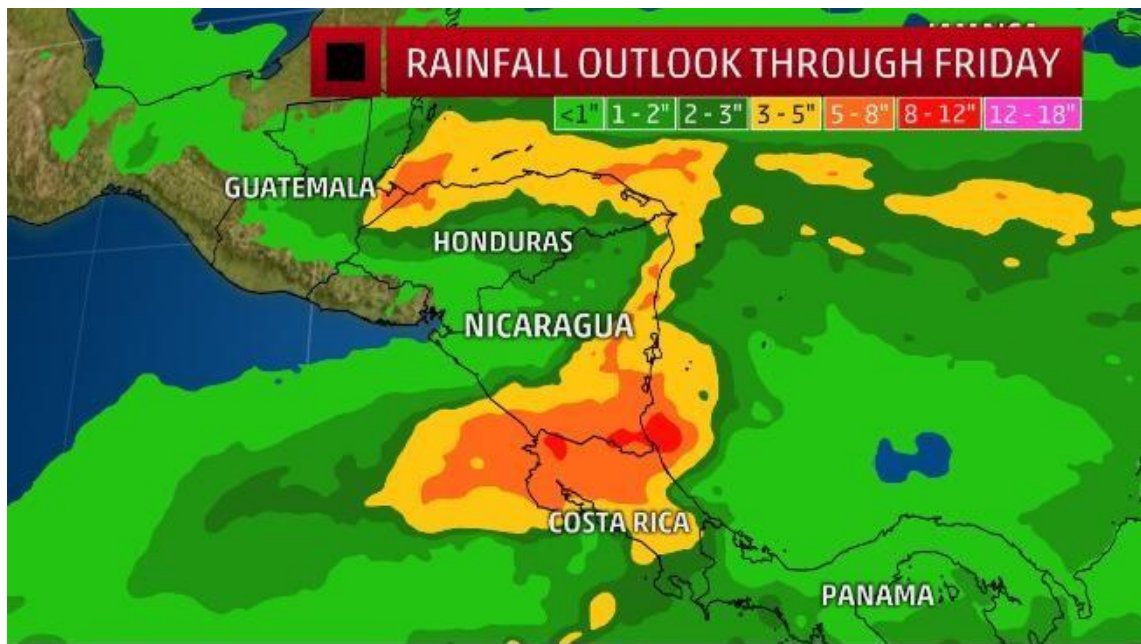 RAINFALL OUTLOOK THROUGH FRIDAY
<1" 1 - 2" 2 - 3" 3 - 5" 5 - 8" 8 - 12" 12 - 18"
GUATEMALA
HONDURAS
NICARAGUA
COSTA RICA
PANAMA